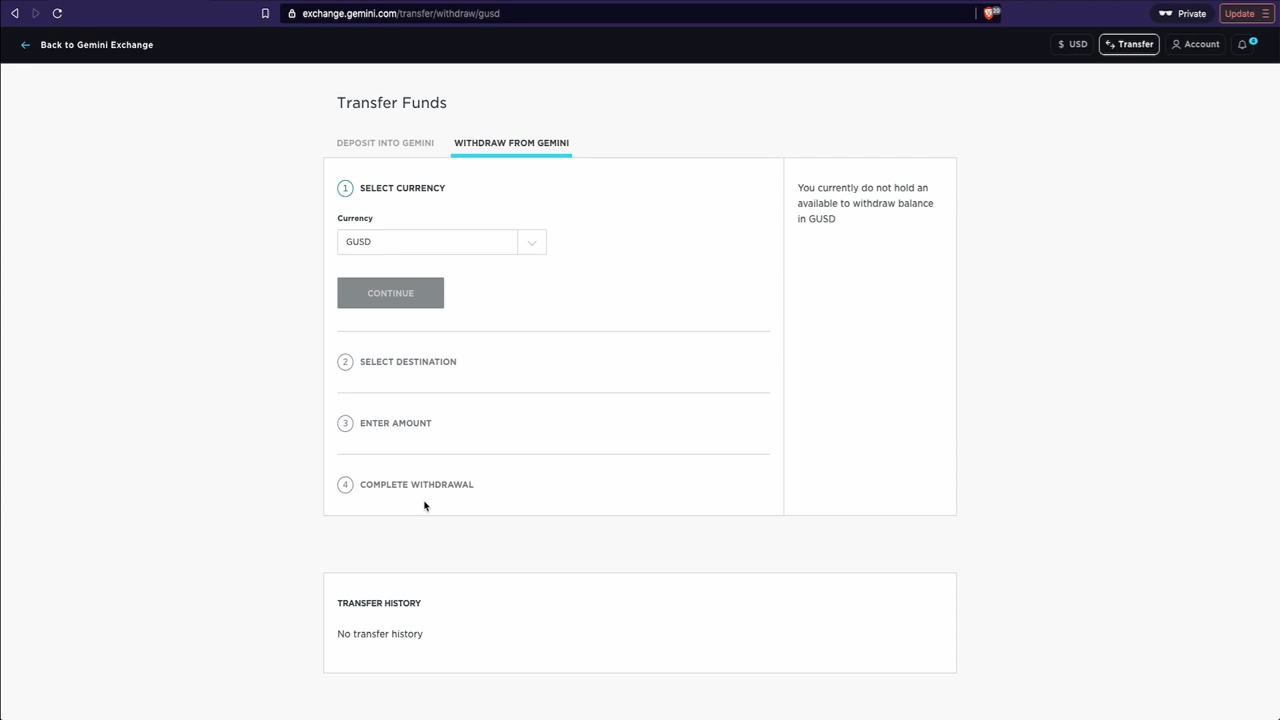 exchange.gemini.com/transfer/withdraw/gusd
20
Private
Update
Back to Gemini Exchange
$ USD
Transfer
Account
4
Transfer Funds
DEPOSIT INTO GEMINI
WITHDRAW FROM GEMINI
1 SELECT CURRENCY
Currency
GUSD
CONTINUE
2 SELECT DESTINATION
3 ENTER AMOUNT
4 COMPLETE WITHDRAWAL
You currently do not hold an
available to withdraw balance
in GUSD
TRANSFER HISTORY
No transfer history